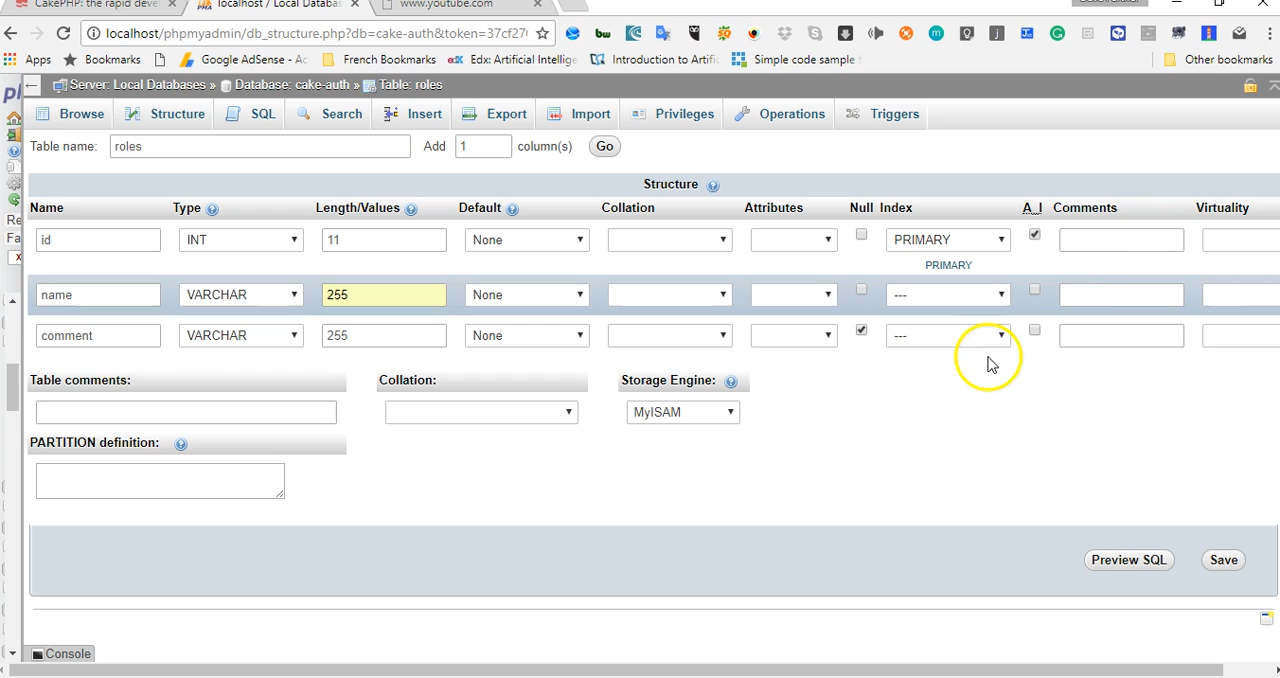 CakePHP: the rapid deve × localhost / Local Databas × www.youtube.com ×
localhost/phpmyadmin/db_structure.php?db=cake-auth&token=37cf27
Apps Bookmarks Google AdSense - Ac French Bookmarks Edx: Artificial Intellige Introduction to Artific Simple code sample Other bookmarks
Server: Local Databases » Database: cake-auth » Table: roles
Browse Structure SQL Search Insert Export Import Privileges Operations Triggers
Table name: roles Add 1 column(s) Go
Structure
Name Type Length/Values Default Collation Attributes Null Index A_I Comments Virtuality
id INT 11 None PRIMARY
PRIMARY
name VARCHAR 255 None ---
comment VARCHAR 255 None ---
Table comments: Collation: Storage Engine:
MyISAM
PARTITION definition:
Preview SQL Save
Console